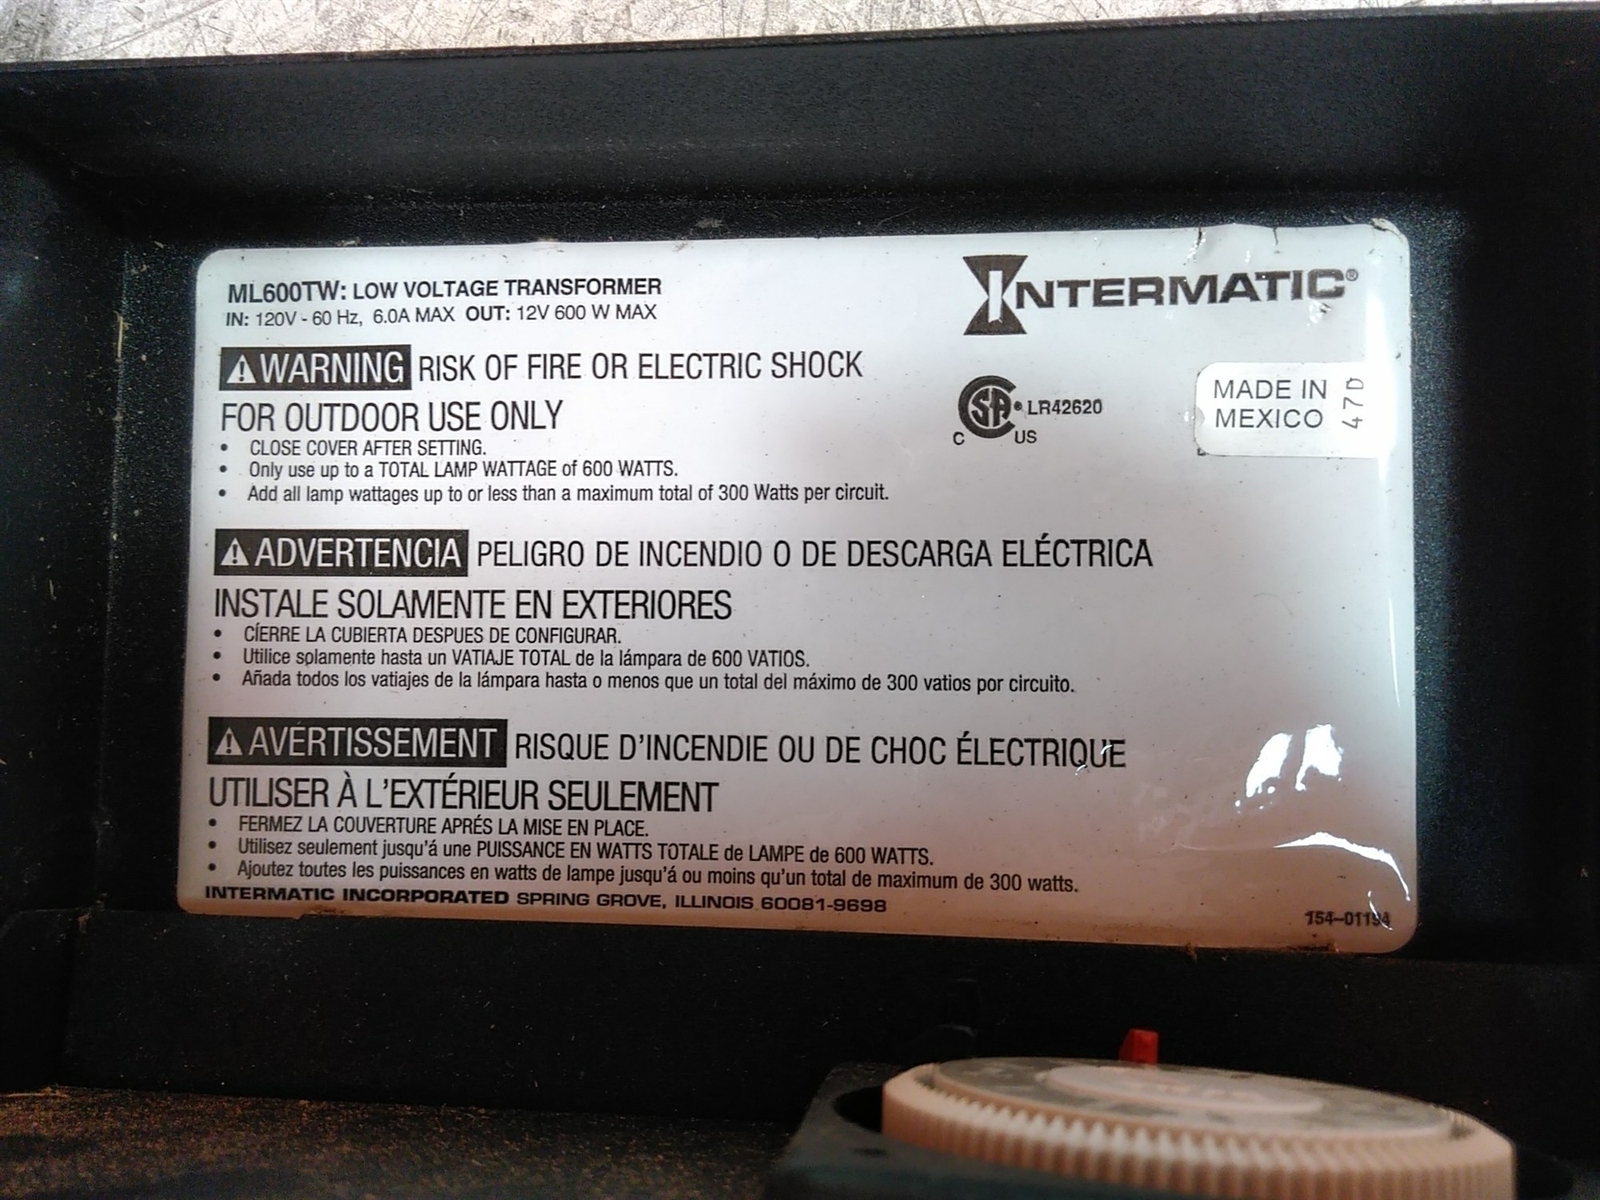 ML600TW: LOW VOLTAGE TRANSFORMER
IN: 120V - 60 Hz, 6.0A MAX OUT: 12V 600 W MAX
INTERMATIC®
WARNING RISK OF FIRE OR ELECTRIC SHOCK
FOR OUTDOOR USE ONLY
• CLOSE COVER AFTER SETTING.
• Only use up to a TOTAL LAMP WATTAGE of 600 WATTS.
• Add all lamp wattages up to or less than a maximum total of 300 Watts per circuit.
CSA® LR42620
C US
MADE IN
MEXICO
47D
ADVERTENCIA PELIGRO DE INCENDIO O DE DESCARGA ELÉCTRICA
INSTALE SOLAMENTE EN EXTERIORES
• CÍERRE LA CUBIERTA DESPUES DE CONFIGURAR.
• Utilice solamente hasta un VATIAJE TOTAL de la lámpara de 600 VATIOS.
• Añada todos los vatiajes de la lámpara hasta o menos que un total del máximo de 300 vatios por circuito.
AVERTISSEMENT RISQUE D'INCENDIE OU DE CHOC ÉLECTRIQUE
UTILISER À L'EXTÉRIEUR SEULEMENT
• FERMEZ LA COUVERTURE APRÉS LA MISE EN PLACE.
• Utilisez seulement jusqu'á une PUISSANCE EN WATTS TOTALE de LAMPE de 600 WATTS.
• Ajoutez toutes les puissances en watts de lampe jusqu'á ou moins qu'un total de maximum de 300 watts.
INTERMATIC INCORPORATED SPRING GROVE, ILLINOIS 60081-9698